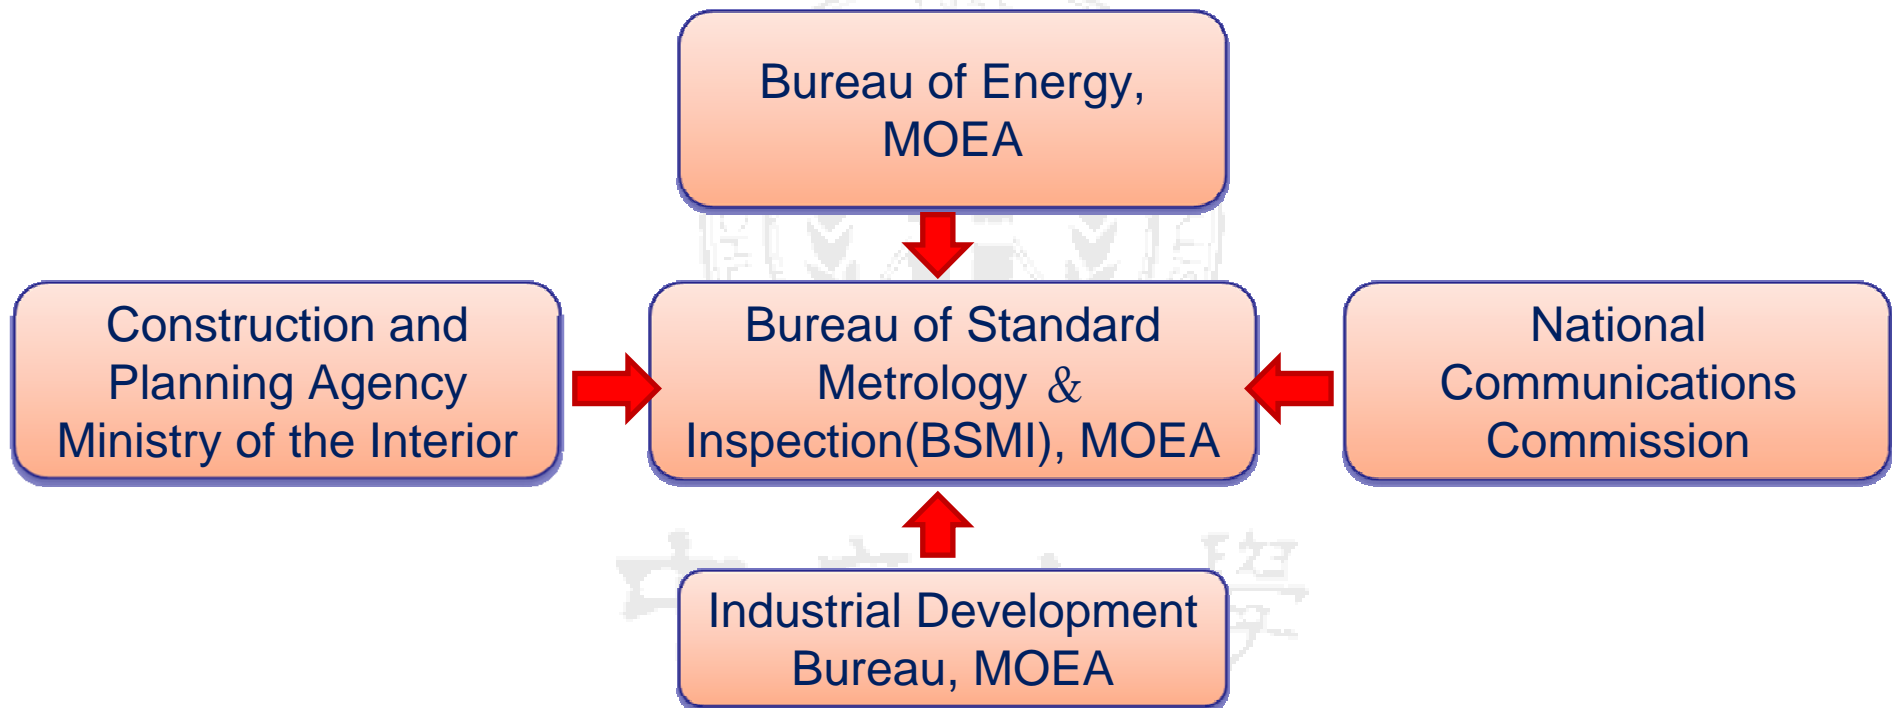 Bureau of Energy,
MOEA
Construction and
Planning Agency
Ministry of the Interior
Bureau of Standard
Metrology &
Inspection(BSMI), MOEA
National
Communications
Commission
Industrial Development
Bureau, MOEA